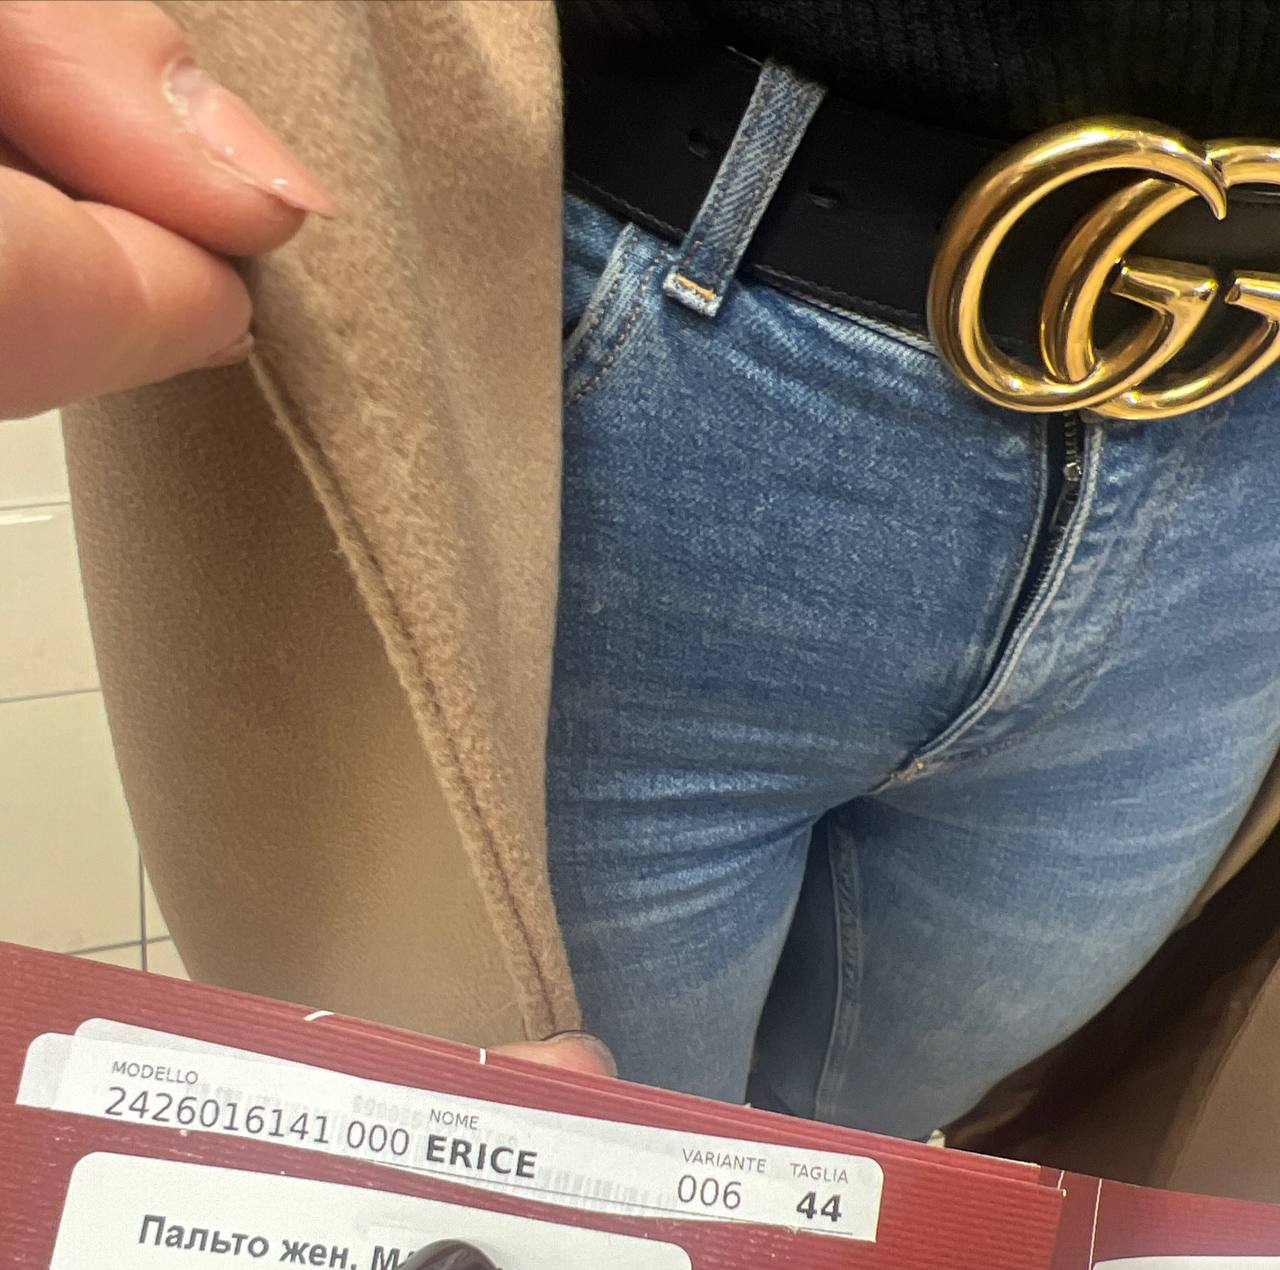 MODELLO
2426016141 000
NOME
ERICE
VARIANTE
006
TAGLIA
44
Пальто жен.